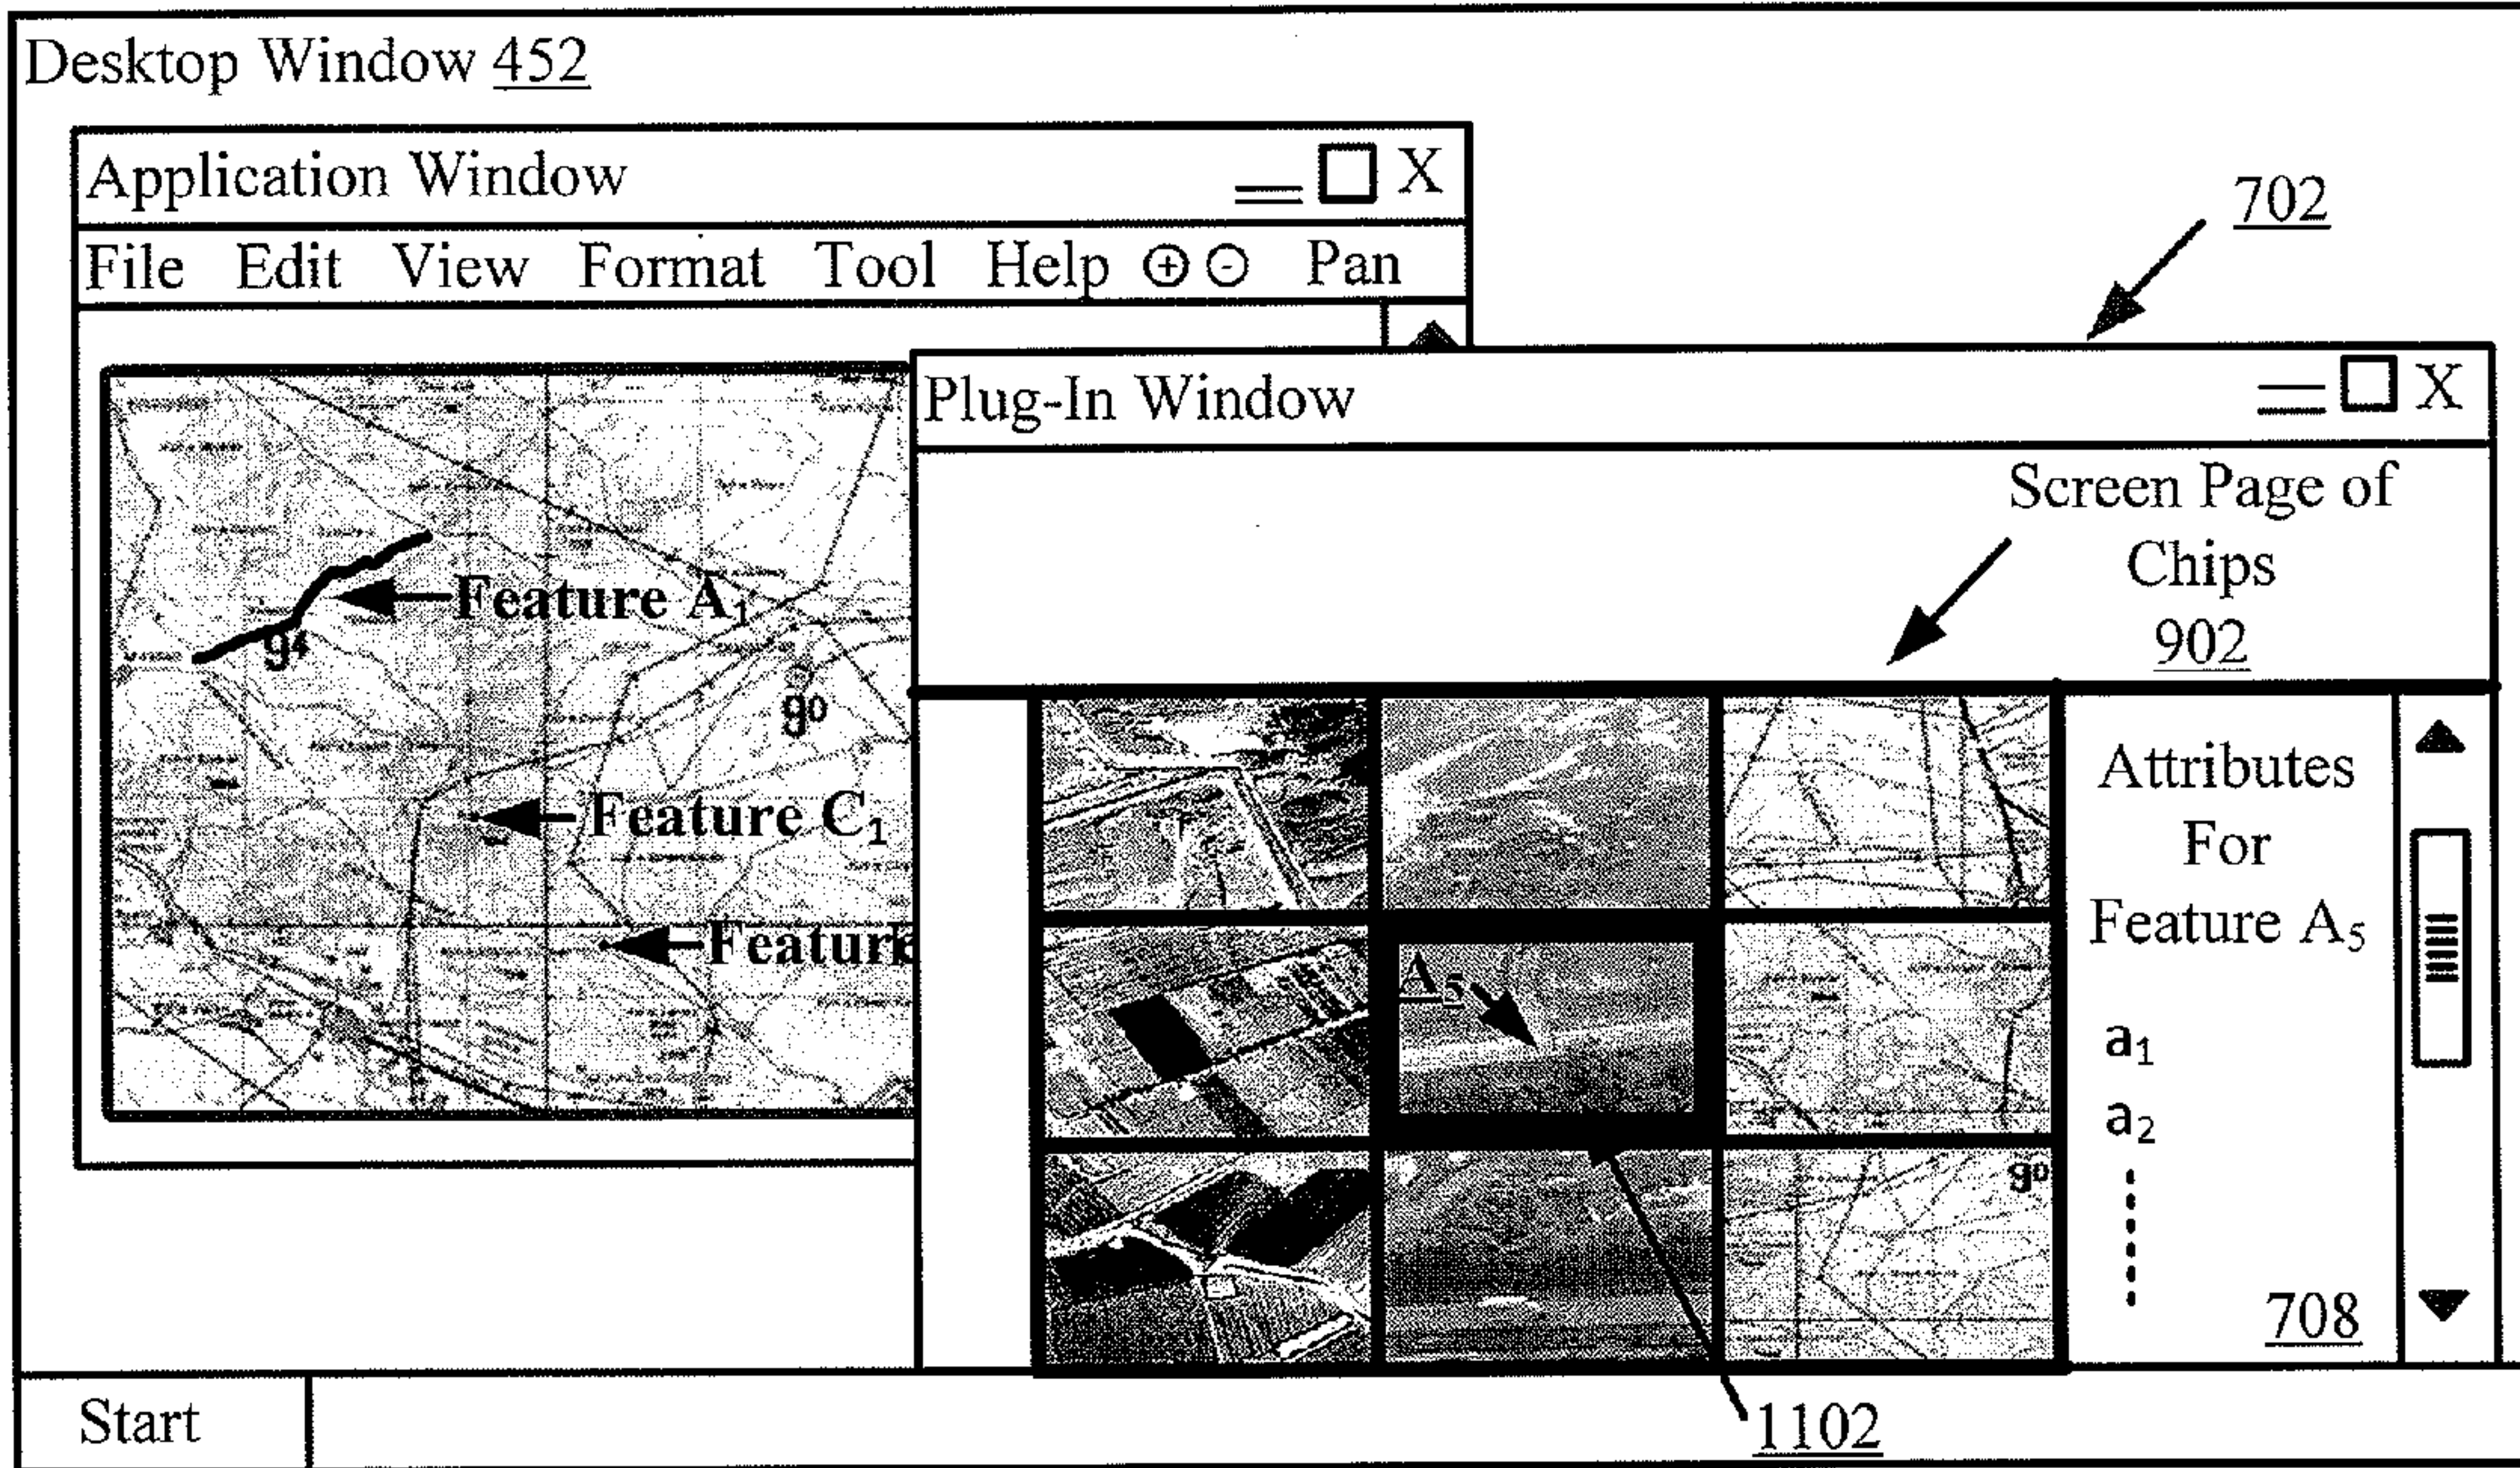 Desktop Window 452
Application Window X
File Edit View Format Tool Help + - Pan
702
Plug-In Window X
Screen Page of
Chips
902
Feature A₁
g⁴
g⁰
Feature C₁
Feature
Attributes
For
Feature A₅
a₁
a₂
708
A₅
g⁰
1102
Start